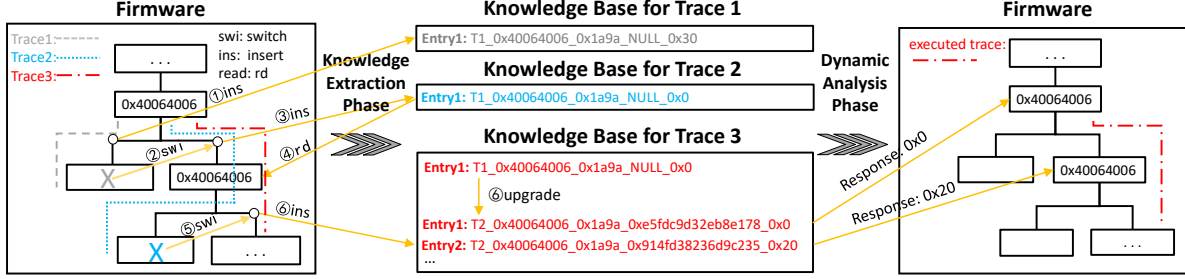 Firmware
Trace1:
Trace2:
Trace3:
swi: switch
ins: insert
read: rd
...
0x40064006
①ins
③ins
②swi
④rd
X
0x40064006
⑥ins
⑤swi
X
...
Knowledge
Extraction
Phase
Knowledge Base for Trace 1
Entry1: T1_0x40064006_0x1a9a_NULL_0x30
Knowledge Base for Trace 2
Entry1: T1_0x40064006_0x1a9a_NULL_0x0
Knowledge Base for Trace 3
Entry1: T1_0x40064006_0x1a9a_NULL_0x0
⑥upgrade
Entry1: T2_0x40064006_0x1a9a_0xe5fdc9d32eb8e178_0x0
Entry2: T2_0x40064006_0x1a9a_0x914fd38236d9c235_0x20
...
Dynamic
Analysis
Phase
Response: 0x0
Response: 0x20
Firmware
executed trace:
...
0x40064006
0x40064006
...